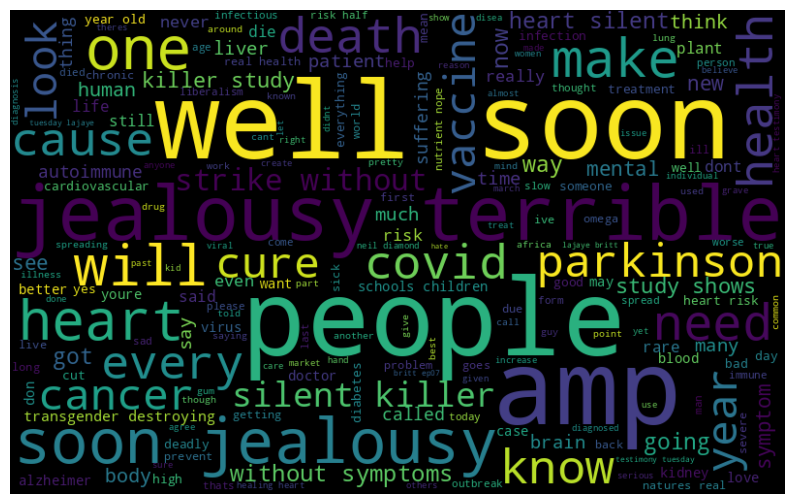 year old
infectious
around
never
risk half
disea
mean
show
theres
look
thing
one
age
liver
death
die
vaccine
now
heart silent
think
make
infection
made
lung
women
health
plant
died
chronic
real health
patient
help
everything
suffering
nutrient nope
really
reason
person
believe
thought
treatment
new
diagnosis
human
killer study
liberalism
known
almost
life
still
cause
well
soon
world
didnt
cant
let
right
issue
ill
tuesday lajaye
anyone
work
create
pretty
way
mental
mind
well
dont
individual
heart testimony
autoimmune
strike without
cardiovascular
time
march
slow
someone
used
grave
first
jealousy terrible
drug
much
ive
omega
treat
risk
spreading
viral
come
neil diamond
hate
africa
lajaye britt
worse
true
see
illness
will
past
kid
cure
part
covid
parkinson
better
yes
youre
even
want
sick
schools children
due
form
good
may
study shows
done
told
said
please
saying
another
give
call
guy
spread
heart risk
common
heart
say
virus
people
last
point
yet
rare
many
need
live
sad
long
got
every
doctor
care
market
hand
problem
goes
best
given
increase
blood
day
bad
immune
don
cut
gum
though
britt ep07
amp
use
man
cancer
silent killer
diabetes
transgender destroying
getting
called
today
case
diagnosed
going
year
severe
symptom
agree
soon jealousy
deadly
prevent
brain
back
testimony tuesday
know
alzheimer
body
high
without symptoms
sure
thats
healing heart
others
outbreak
serious
kidney
love
natures real